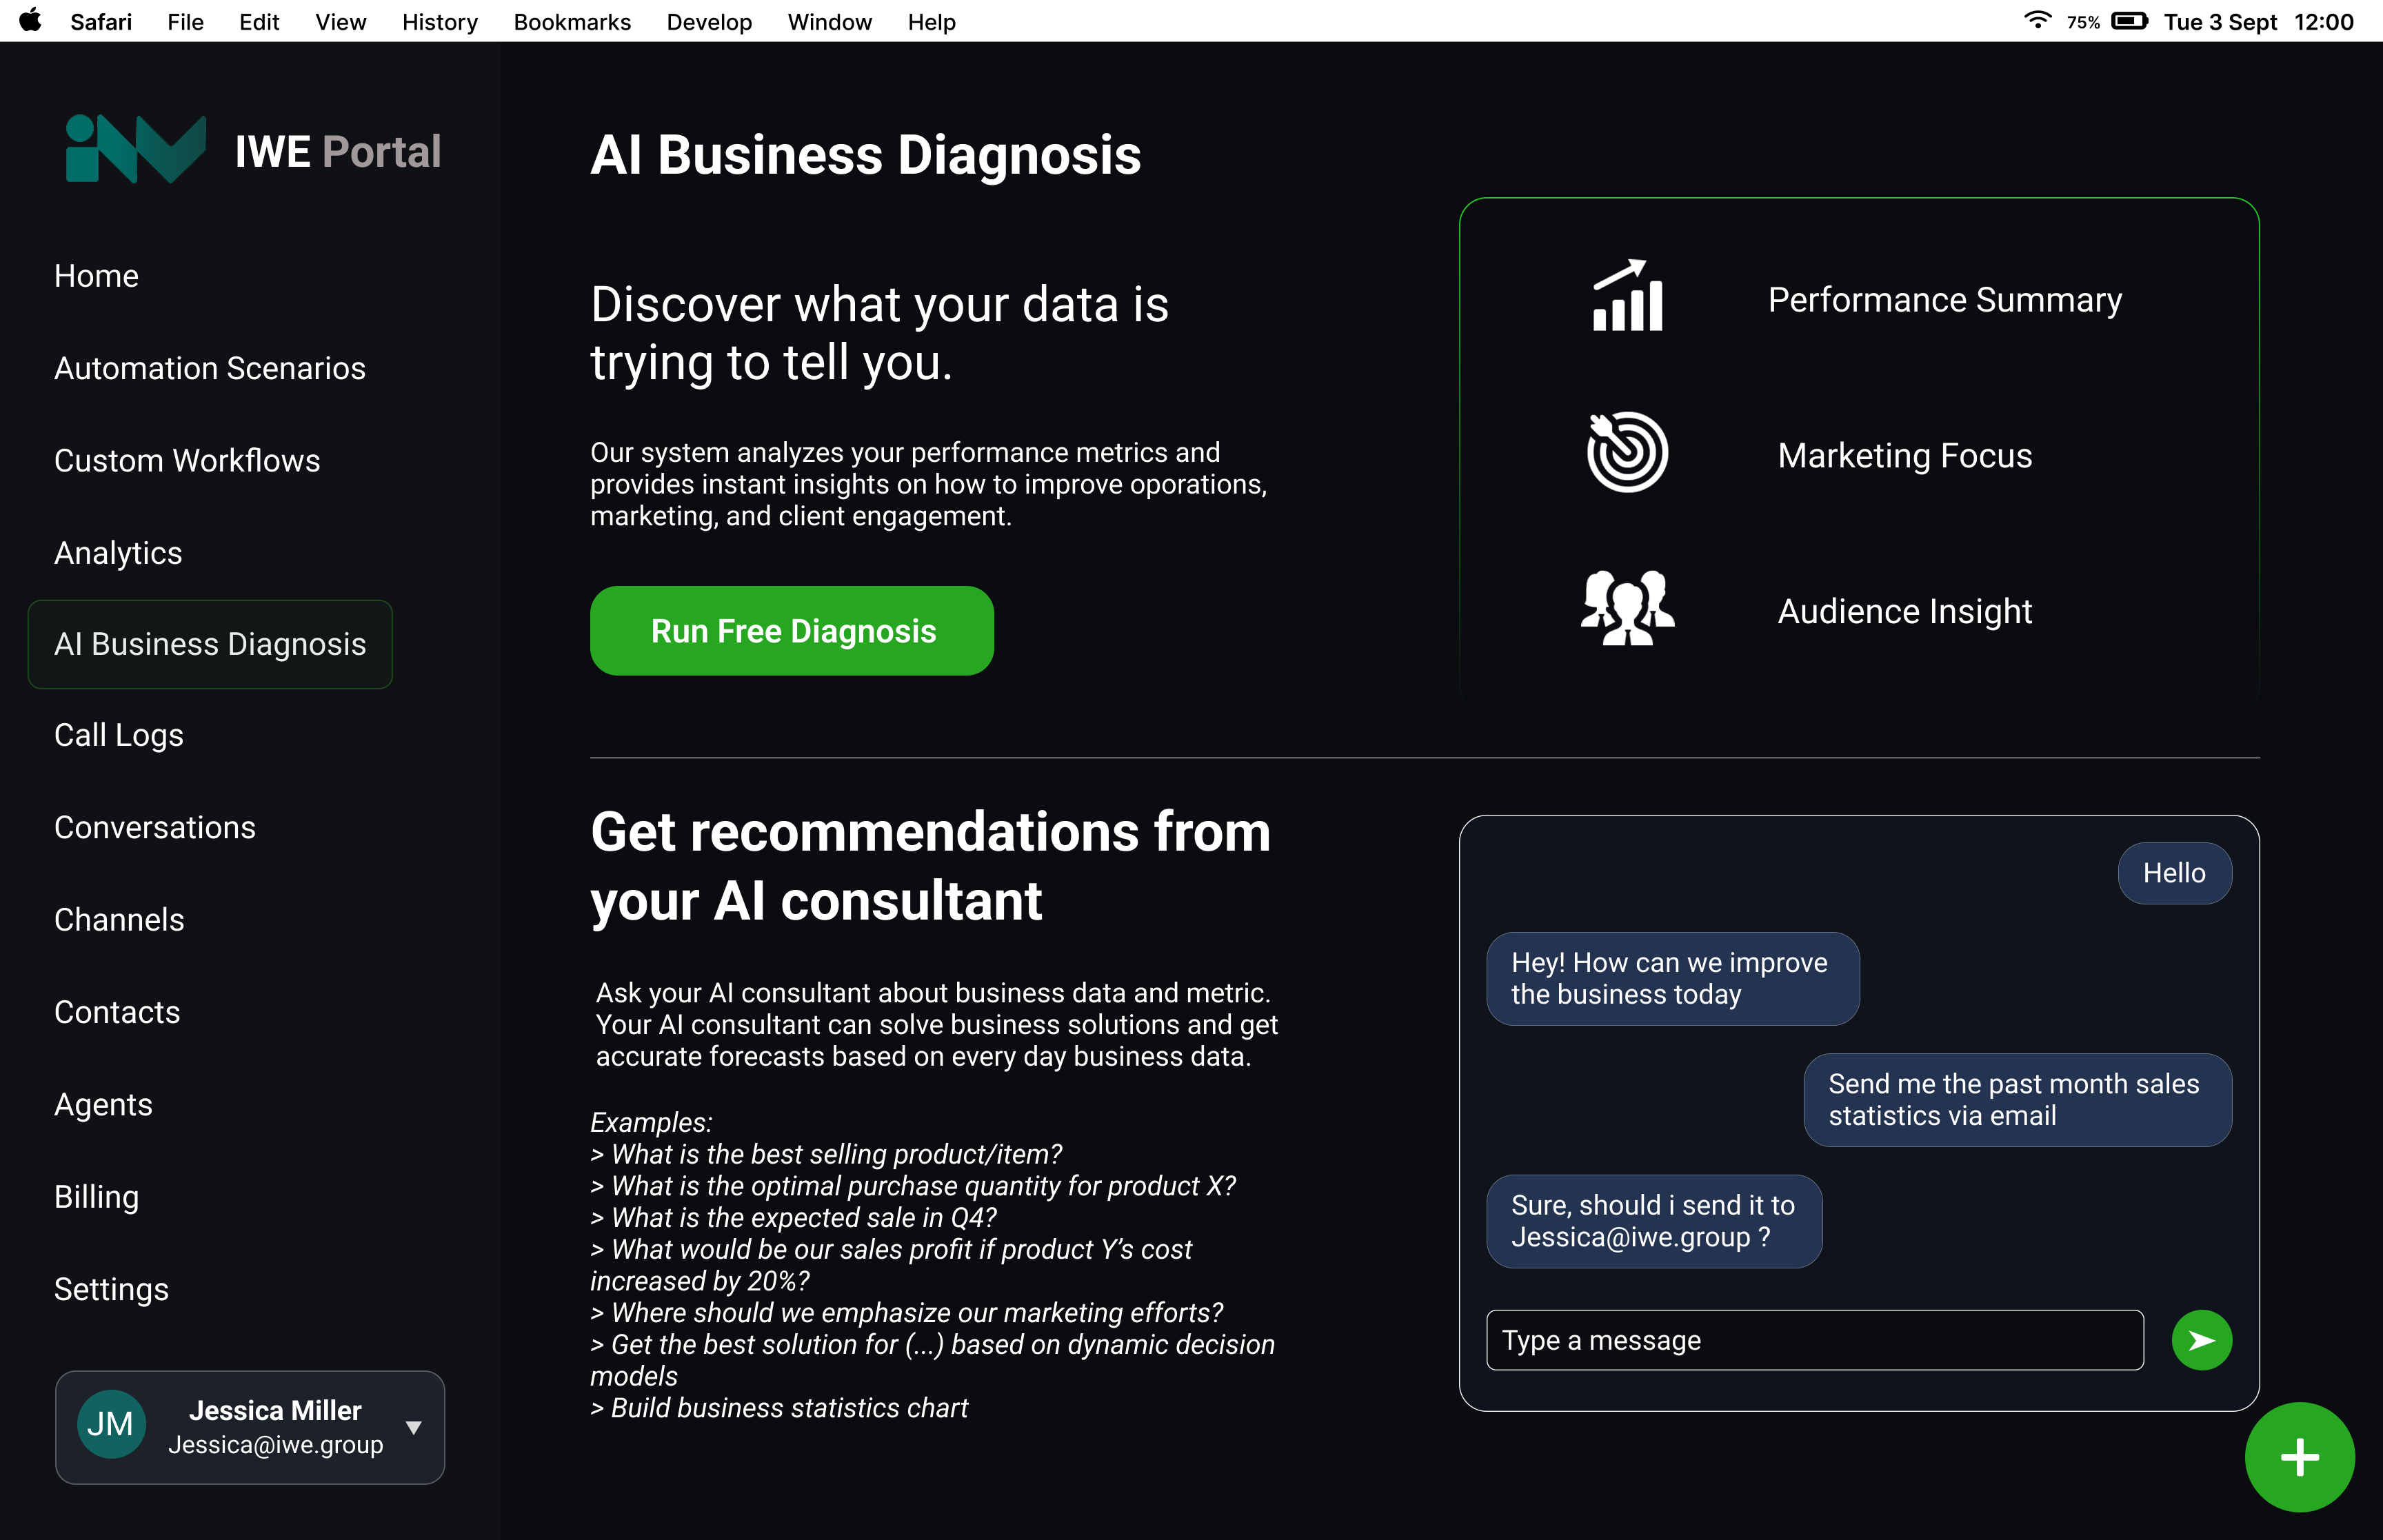 Safari File Edit View History Bookmarks Develop Window Help 75% Tue 3 Sept 12:00
IWE Portal
Home
Automation Scenarios
Custom Workflows
Analytics
AI Business Diagnosis
Call Logs
Conversations
Channels
Contacts
Agents
Billing
Settings
JM
Jessica Miller
Jessica@iwe.group
AI Business Diagnosis
Discover what your data is
trying to tell you.
Our system analyzes your performance metrics and
provides instant insights on how to improve oporations,
marketing, and client engagement.
Run Free Diagnosis
Performance Summary
Marketing Focus
Audience Insight
Get recommendations from
your AI consultant
Ask your AI consultant about business data and metric.
Your AI consultant can solve business solutions and get
accurate forecasts based on every day business data.
Examples:
> What is the best selling product/item?
> What is the optimal purchase quantity for product X?
> What is the expected sale in Q4?
> What would be our sales profit if product Y’s cost
increased by 20%?
> Where should we emphasize our marketing efforts?
> Get the best solution for (...) based on dynamic decision
models
> Build business statistics chart
Hello
Hey! How can we improve
the business today
Send me the past month sales
statistics via email
Sure, should i send it to
Jessica@iwe.group ?
Type a message